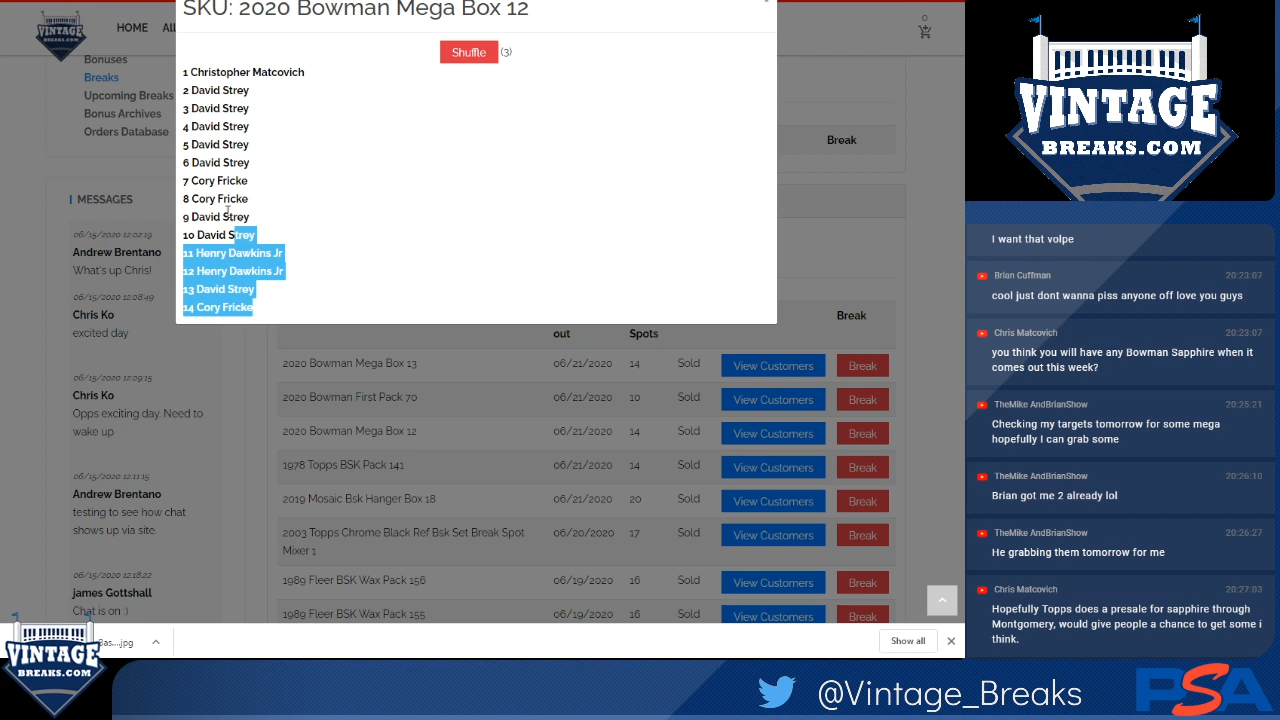 SKU: 2020 Bowman Mega Box 12
Shuffle (3)
1 Christopher Matcovich
2 David Strey
3 David Strey
4 David Strey
5 David Strey
6 David Strey
7 Cory Fricke
8 Cory Fricke
9 David Strey
10 David Strey
11 Henry Dawkins Jr
12 Henry Dawkins Jr
13 David Strey
14 Cory Fricke
VINTAGE
BREAKS.COM
HOME
0
Bonuses
Breaks
Upcoming Breaks
Bonus Archives
Orders Database
MESSAGES
06/15/2020 12:02:19
Andrew Brentano
What's up Chris!
06/15/2020 12:08:49
Chris Ko
excited day
06/15/2020 12:09:15
Chris Ko
Opps exciting day. Need to
wake up
06/15/2020 12:11:15
Andrew Brentano
testing to see how chat
shows up via site.
06/15/2020 12:18:22
james Gottshall
Chat is on :)
Break
out Spots Break
2020 Bowman Mega Box 13 06/21/2020 14 Sold View Customers Break
2020 Bowman First Pack 70 06/21/2020 10 Sold View Customers Break
2020 Bowman Mega Box 12 06/21/2020 14 Sold View Customers Break
1978 Topps BSK Pack 141 06/21/2020 14 Sold View Customers Break
2019 Mosaic Bsk Hanger Box 18 06/21/2020 20 Sold View Customers Break
2003 Topps Chrome Black Ref Bsk Set Break Spot
Mixer 1 06/20/2020 17 Sold View Customers Break
1989 Fleer BSK Wax Pack 156 06/19/2020 16 Sold View Customers Break
1989 Fleer BSK Wax Pack 155 06/19/2020 16 Sold View Customers Break
Bas....jpg
Show all
VINTAGE
BREAKS.COM
I want that volpe
Brian Cuffman 20:23:07
cool just dont wanna piss anyone off love you guys
Chris Matcovich 20:23:07
you think you will have any Bowman Sapphire when it
comes out this week?
TheMike AndBrianShow 20:25:21
Checking my targets tomorrow for some mega
hopefully I can grab some
TheMike AndBrianShow 20:26:10
Brian got me 2 already lol
TheMike AndBrianShow 20:26:27
He grabbing them tomorrow for me
Chris Matcovich 20:27:03
Hopefully Topps does a presale for sapphire through
Montgomery, would give people a chance to get some i
think.
VINTAGE
BREAKS.COM
@Vintage_Breaks
PSA